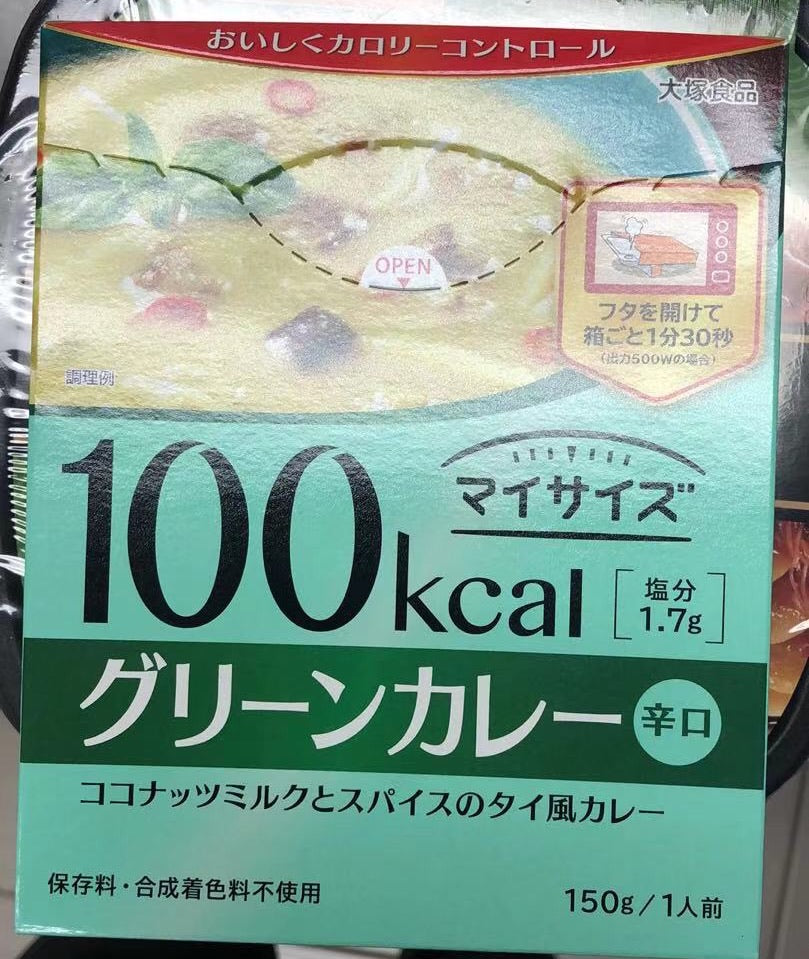 おいしくカロリーコントロール
大塚食品
OPEN
フタを開けて
箱ごと1分30秒
(出力500Wの場合)
調理例
マイサイズ
100kcal
塩分
1.7g
グリーンカレー 辛口
ココナッツミルクとスパイスのタイ風カレー
保存料・合成着色料不使用
150g/1人前